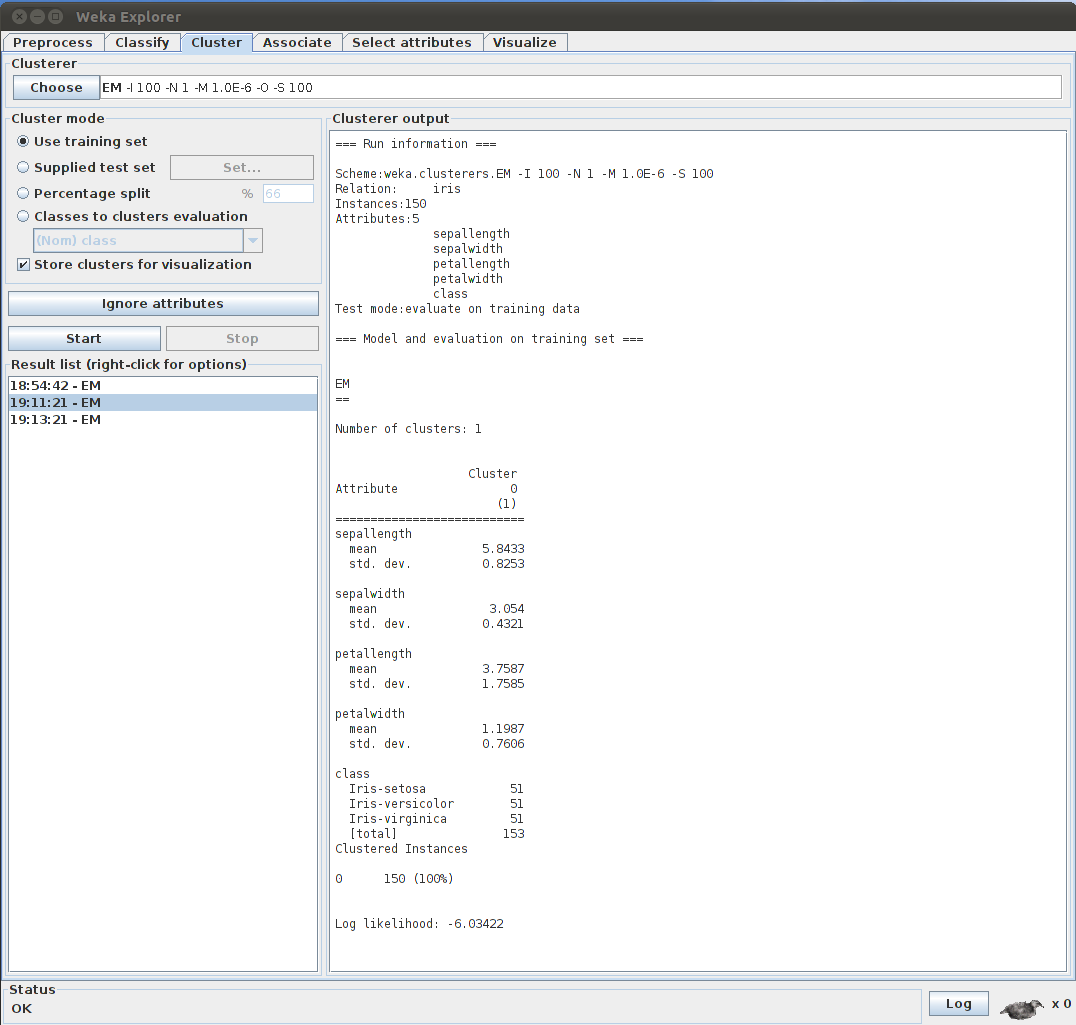 Weka Explorer
Preprocess Classify Cluster Associate Select attributes Visualize
Clusterer
Choose EM -I 100 -N 1 -M 1.0E-6 -O -S 100
Cluster mode
Use training set
Supplied test set Set...
Percentage split % 66
Classes to clusters evaluation
(Nom) class
Store clusters for visualization
Ignore attributes
Start Stop
Result list (right-click for options)
18:54:42 - EM
19:11:21 - EM
19:13:21 - EM
Clusterer output
=== Run information ===
Scheme:weka.clusterers.EM -I 100 -N 1 -M 1.0E-6 -S 100
Relation: iris
Instances:150
Attributes:5
sepallength
sepalwidth
petallength
petalwidth
class
Test mode:evaluate on training data
=== Model and evaluation on training set ===
EM
==
Number of clusters: 1
Cluster
Attribute 0
(1)
===========================
sepallength
mean 5.8433
std. dev. 0.8253
sepalwidth
mean 3.054
std. dev. 0.4321
petallength
mean 3.7587
std. dev. 1.7585
petalwidth
mean 1.1987
std. dev. 0.7606
class
Iris-setosa 51
Iris-versicolor 51
Iris-virginica 51
[total] 153
Clustered Instances
0 150 (100%)
Log likelihood: -6.03422
Status
OK
Log x 0